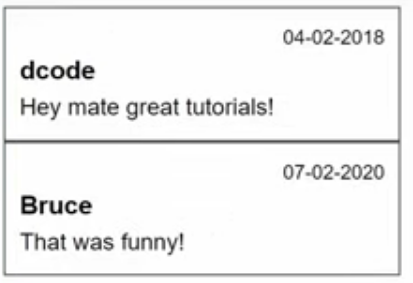 04-02-2018
dcode
Hey mate great tutorials!
07-02-2020
Bruce
That was funny!